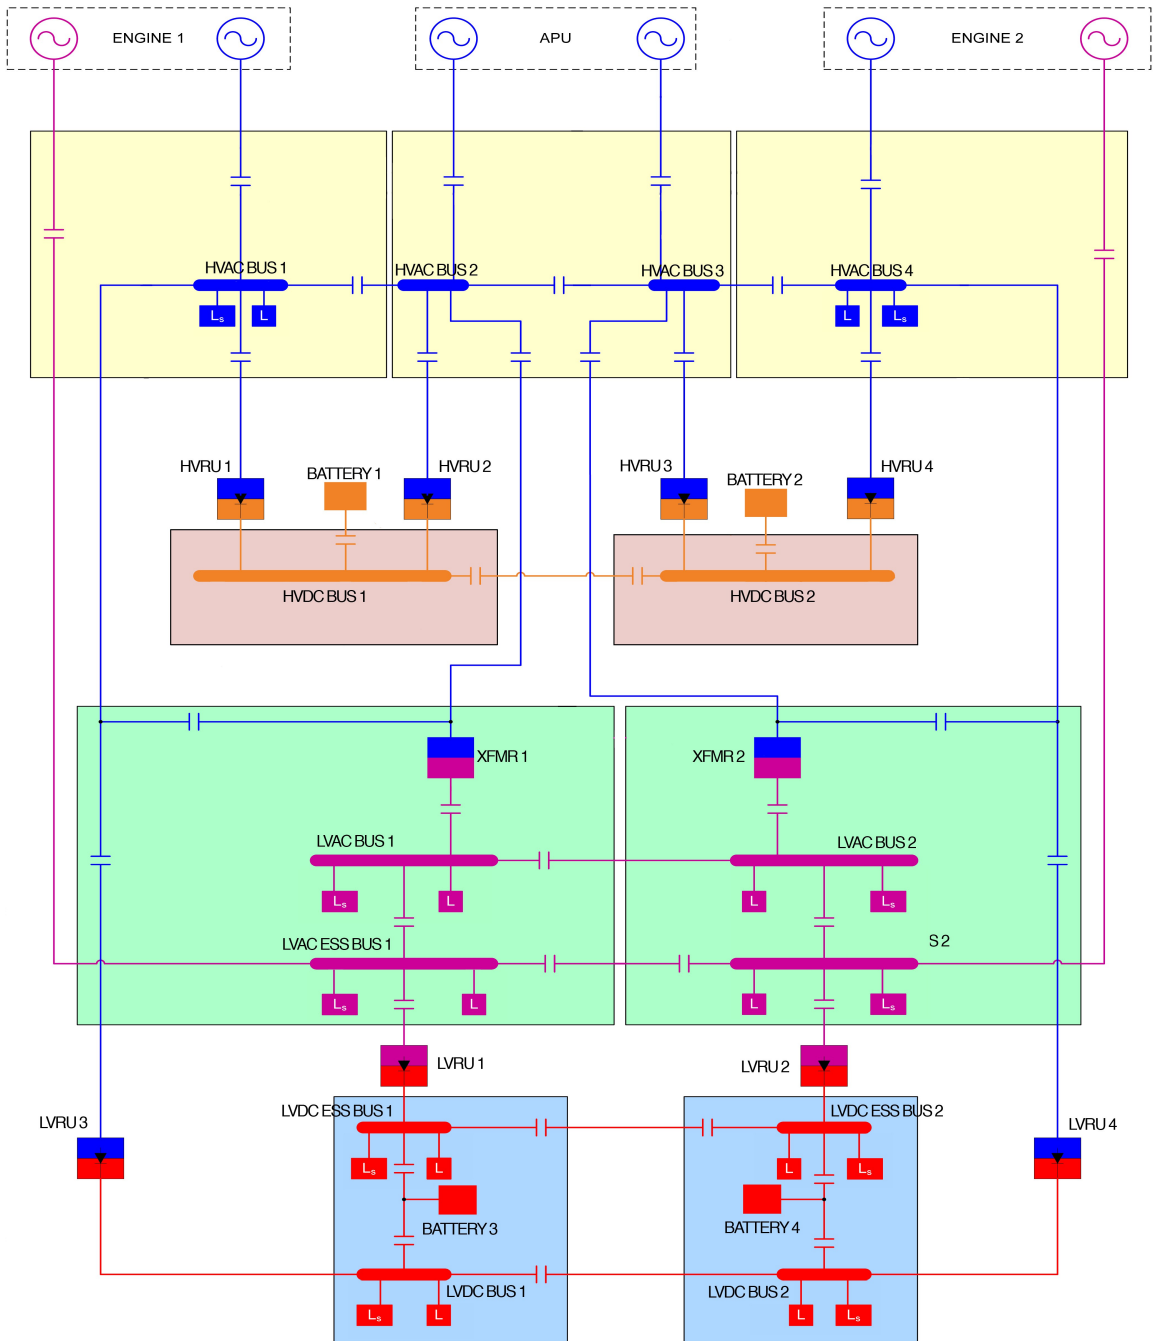 ENGINE 1
APU
ENGINE 2
HVAC BUS 1
HVAC BUS 2
HVAC BUS 3
HVAC BUS 4
Ls
L
L
Ls
HVRU 1
BATTERY 1
HVRU 2
HVRU 3
BATTERY 2
HVRU 4
HVDC BUS 1
HVDC BUS 2
XFMR 1
XFMR 2
LVAC BUS 1
LVAC BUS 2
Ls
L
L
Ls
LVAC ESS BUS 1
S 2
Ls
L
L
Ls
LVRU 1
LVRU 2
LVDC ESS BUS 1
LVDC ESS BUS 2
LVRU 3
LVRU 4
Ls
L
L
Ls
BATTERY 3
BATTERY 4
LVDC BUS 1
LVDC BUS 2
Ls
L
L
Ls